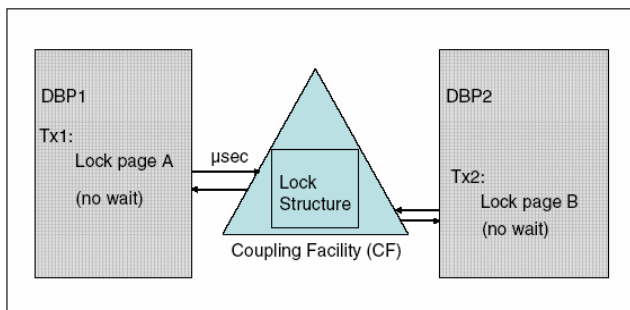 DBP1
Tx1:
Lock page A
(no wait)
µsec
Lock
Structure
Coupling Facility (CF)
DBP2
Tx2:
Lock page B
(no wait)